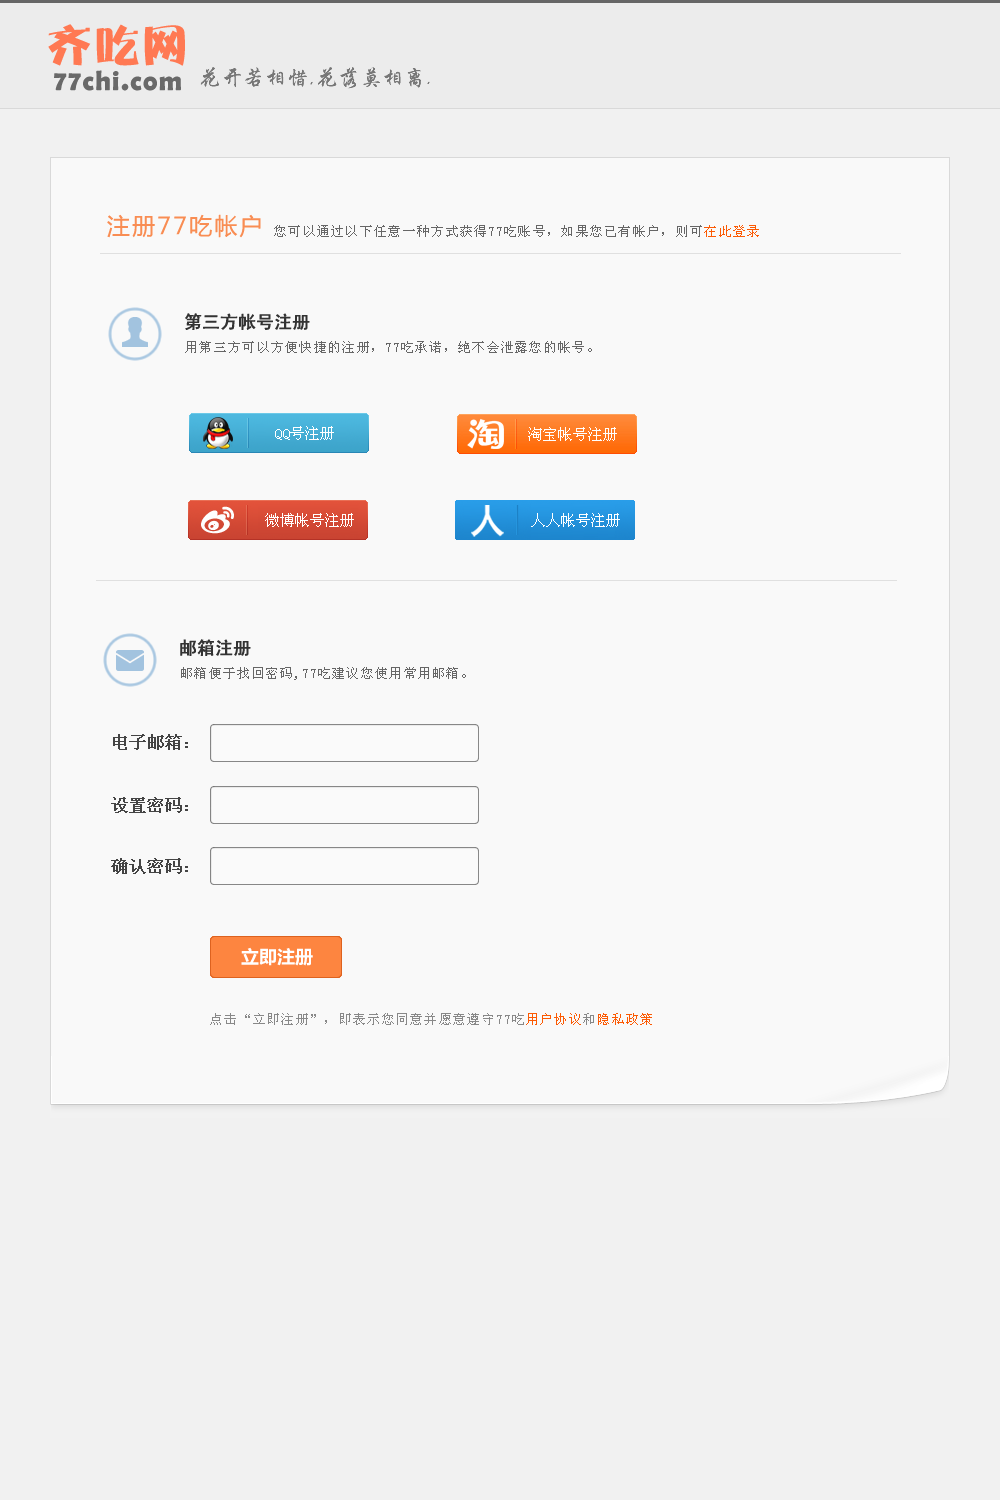 齐吃网
77chi.com 花开若相惜.花落莫相离.
注册77吃帐户 您可以通过以下任意一种方式获得77吃账号，如果您已有帐户，则可在此登录
第三方帐号注册
用第三方可以方便快捷的注册，77吃承诺，绝不会泄露您的帐号。
QQ号注册
淘 淘宝帐号注册
微博帐号注册
人 人人帐号注册
邮箱注册
邮箱便于找回密码,77吃建议您使用常用邮箱。
电子邮箱：
设置密码：
确认密码：
立即注册
点击“立即注册”，即表示您同意并愿意遵守77吃用户协议和隐私政策